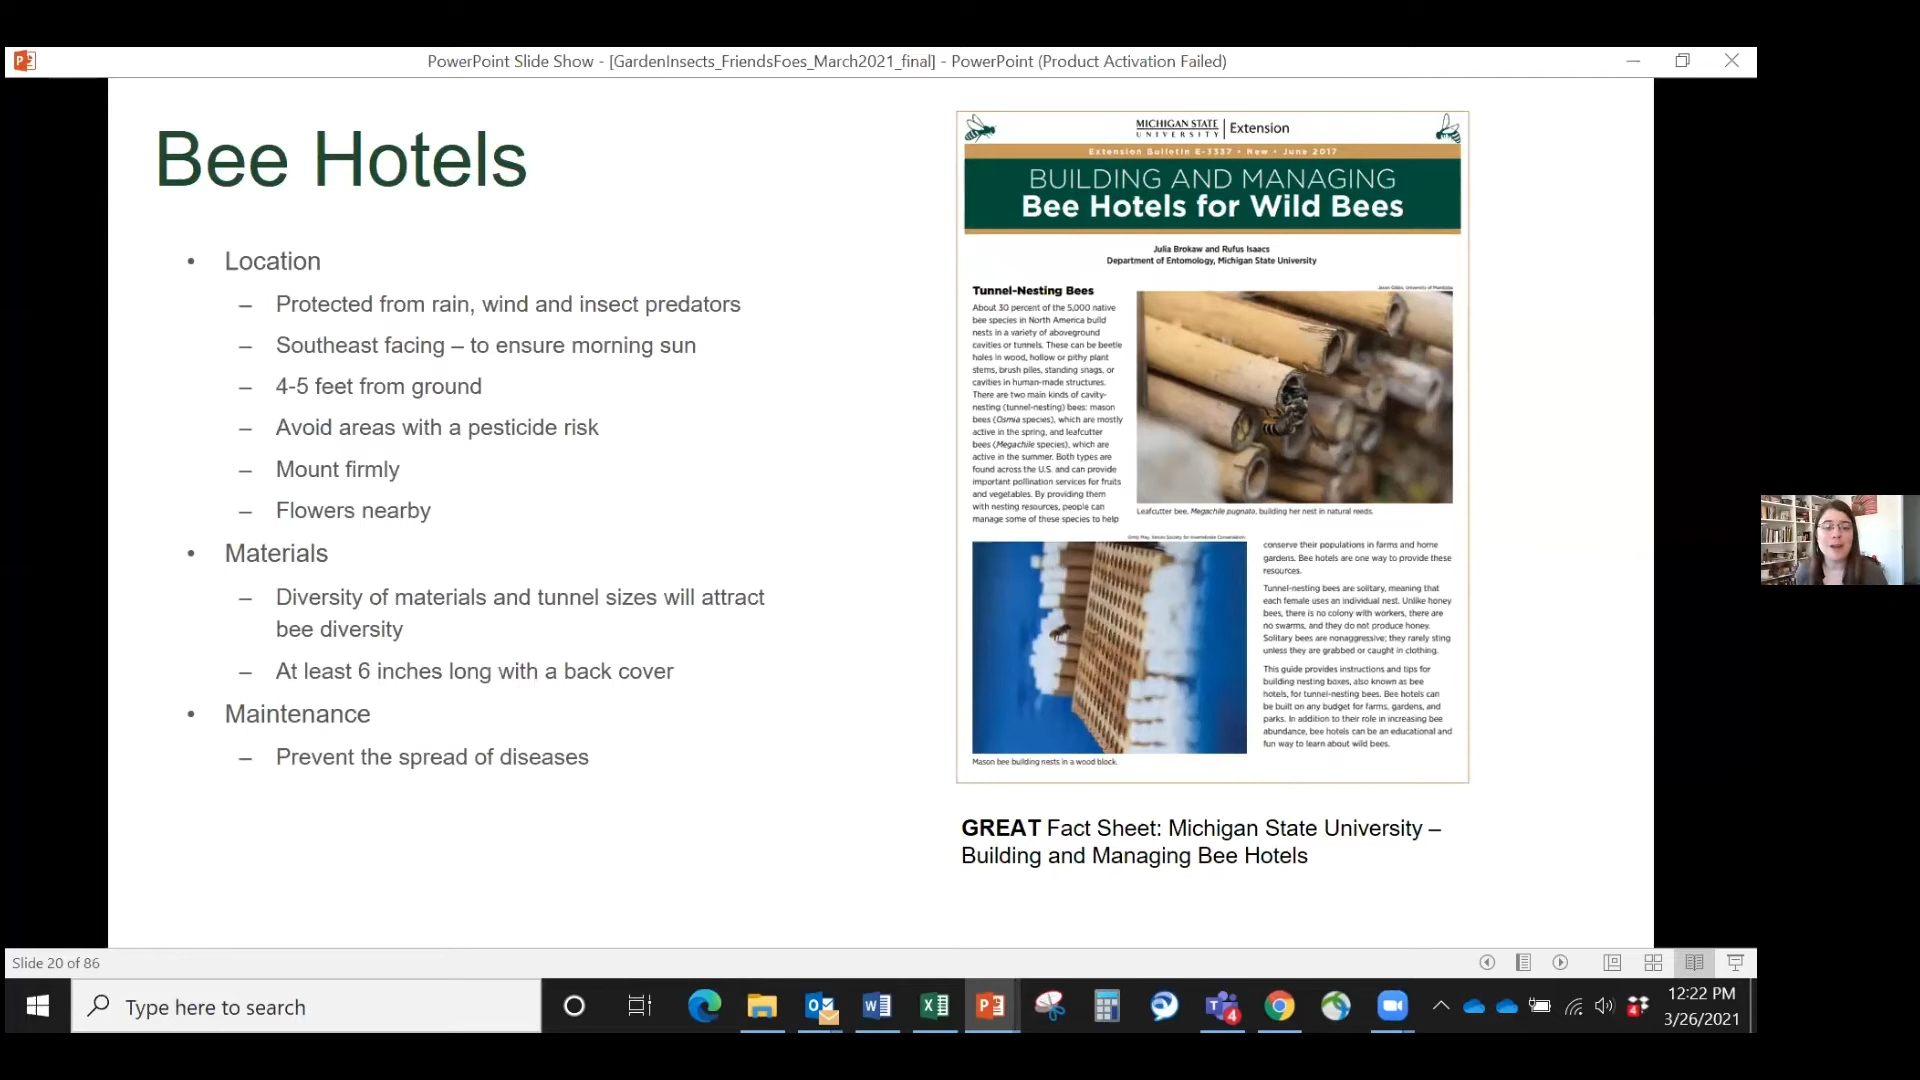 PowerPoint Slide Show - [GardenInsects_FriendsFoes_March2021_final] - PowerPoint (Product Activation Failed)
Bee Hotels
• Location
– Protected from rain, wind and insect predators
– Southeast facing – to ensure morning sun
– 4-5 feet from ground
– Avoid areas with a pesticide risk
– Mount firmly
– Flowers nearby
• Materials
– Diversity of materials and tunnel sizes will attract
bee diversity
– At least 6 inches long with a back cover
• Maintenance
– Prevent the spread of diseases
MICHIGAN STATE
UNIVERSITY | Extension
Extension Bulletin E-3337 • New • June 2017
BUILDING AND MANAGING
Bee Hotels for Wild Bees
Julia Brokaw and Rufus Isaacs
Department of Entomology, Michigan State University
Tunnel-Nesting Bees
About 30 percent of the 5,000 native
bee species in North America build
nests in a variety of aboveground
cavities or tunnels. These can be beetle
holes in wood, hollow or pithy plant
stems, brush piles, standing snags, or
cavities in human-made structures.
There are two main kinds of cavity-
nesting (tunnel-nesting) bees: mason
bees (Osmia species), which are mostly
active in the spring, and leafcutter
bees (Megachile species), which are
active in the summer. Both types are
found across the U.S. and can provide
important pollination services for fruits
and vegetables. By providing them
with nesting resources, people can
manage some of these species to help
Jason Gibbs, University of Manitoba
Leafcutter bee, Megachile pugnata, building her nest in natural reeds.
Emily May, Xerces Society for Invertebrate Conservation
Mason bee building nests in a wood block.
conserve their populations in farms and home
gardens. Bee hotels are one way to provide these
resources.
Tunnel-nesting bees are solitary, meaning that
each female uses an individual nest. Unlike honey
bees, there is no colony with workers, there are
no swarms, and they do not produce honey.
Solitary bees are nonaggressive; they rarely sting
unless they are grabbed or caught in clothing.
This guide provides instructions and tips for
building nesting boxes, also known as bee
hotels, for tunnel-nesting bees. Bee hotels can
be built on any budget for farms, gardens, and
parks. In addition to their role in increasing bee
abundance, bee hotels can be an educational and
fun way to learn about wild bees.
GREAT Fact Sheet: Michigan State University –
Building and Managing Bee Hotels
Slide 20 of 86
Type here to search
4
4
12:22 PM
3/26/2021